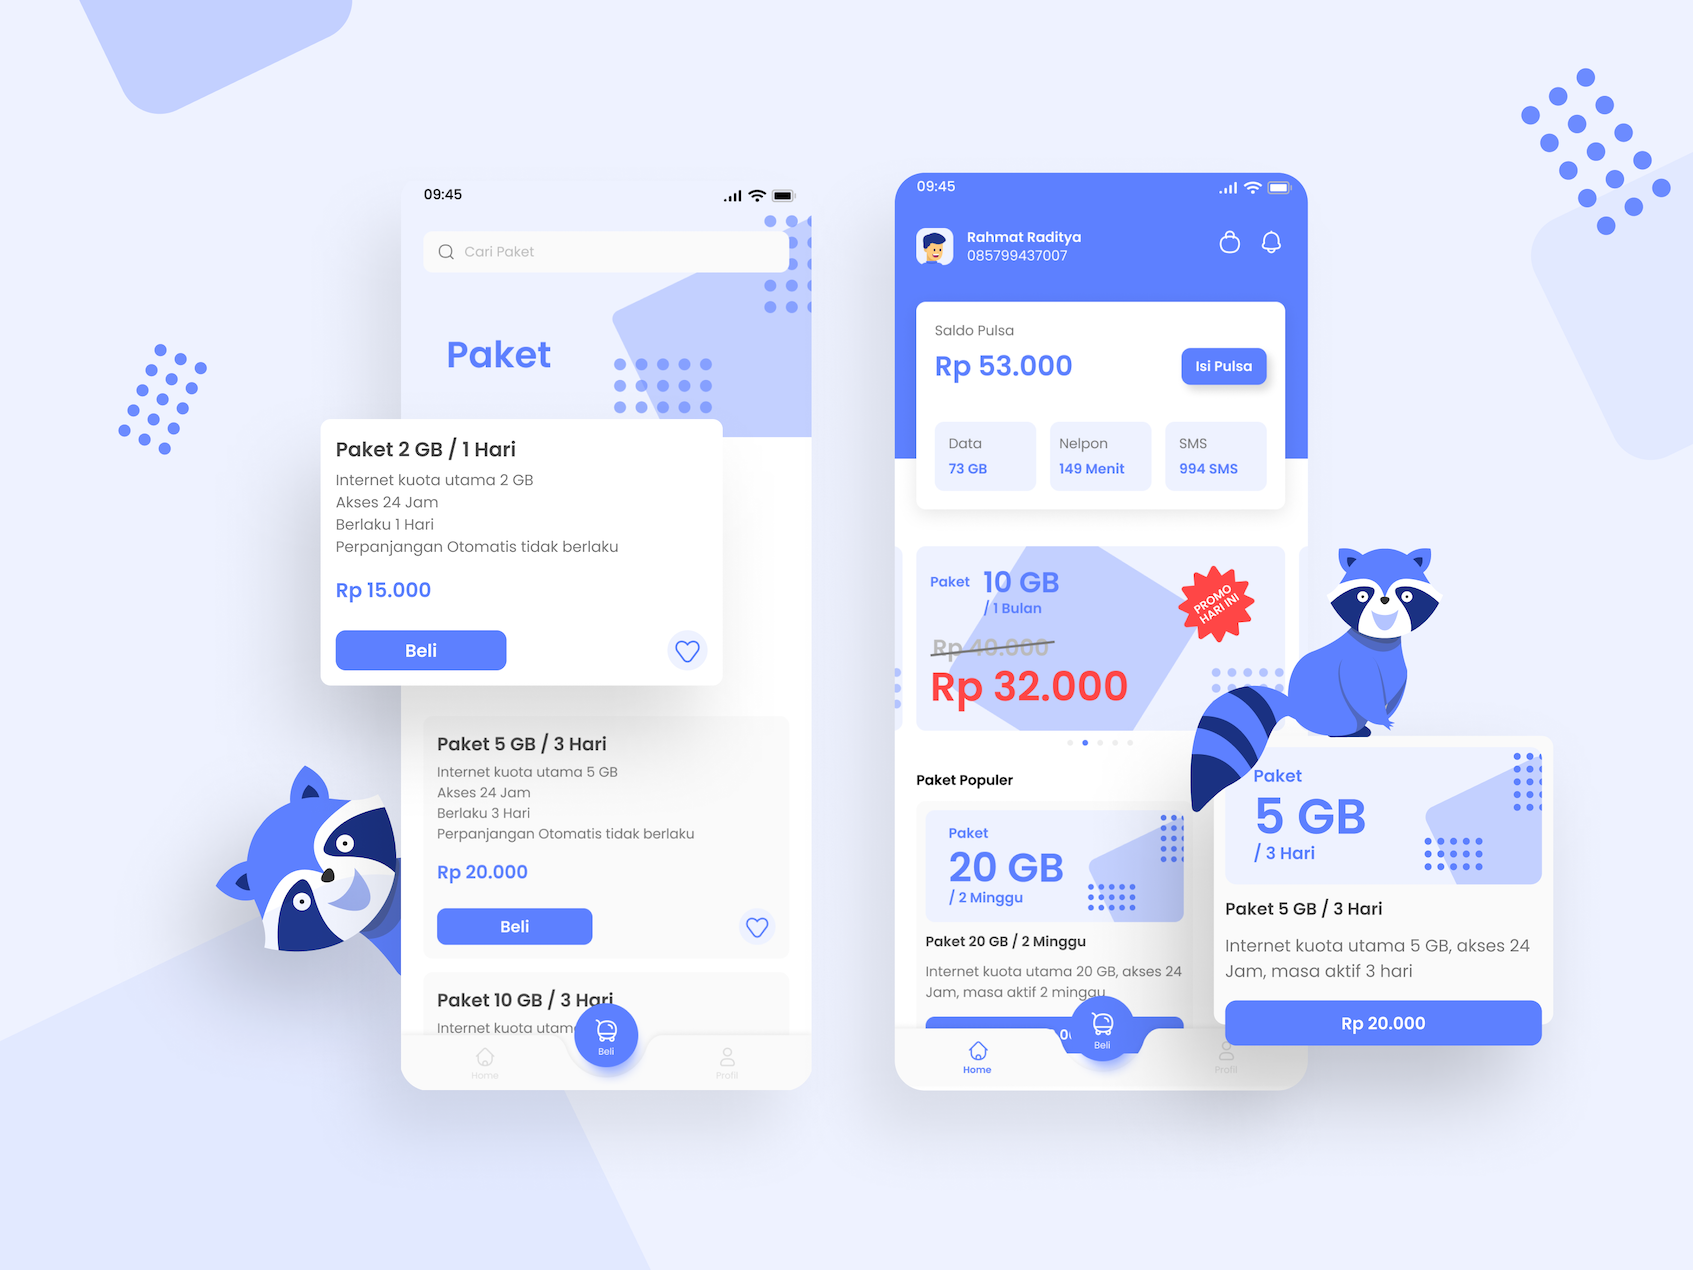 09:45
Cari Paket
Paket
Paket 2 GB / 1 Hari
Internet kuota utama 2 GB
Akses 24 Jam
Berlaku 1 Hari
Perpanjangan Otomatis tidak berlaku
Rp 15.000
Beli
Paket 5 GB / 3 Hari
Internet kuota utama 5 GB
Akses 24 Jam
Berlaku 3 Hari
Perpanjangan Otomatis tidak berlaku
Rp 20.000
Beli
Paket 10 GB / 3 Hari
Internet kuota
Beli
Home
Profil
09:45
Rahmat Raditya
085799437007
Saldo Pulsa
Rp 53.000
Isi Pulsa
Data
73 GB
Nelpon
149 Menit
SMS
994 SMS
Paket 10 GB
/ 1 Bulan
PROMO
HARI INI
Rp 40.000
Rp 32.000
Paket Populer
Paket
20 GB
/ 2 Minggu
Paket 20 GB / 2 Minggu
Internet kuota utama 20 GB, akses 24
Jam, masa aktif 2 minggu
Beli
Home
Profil
Paket
5 GB
/ 3 Hari
Paket 5 GB / 3 Hari
Internet kuota utama 5 GB, akses 24
Jam, masa aktif 3 hari
Rp 20.000